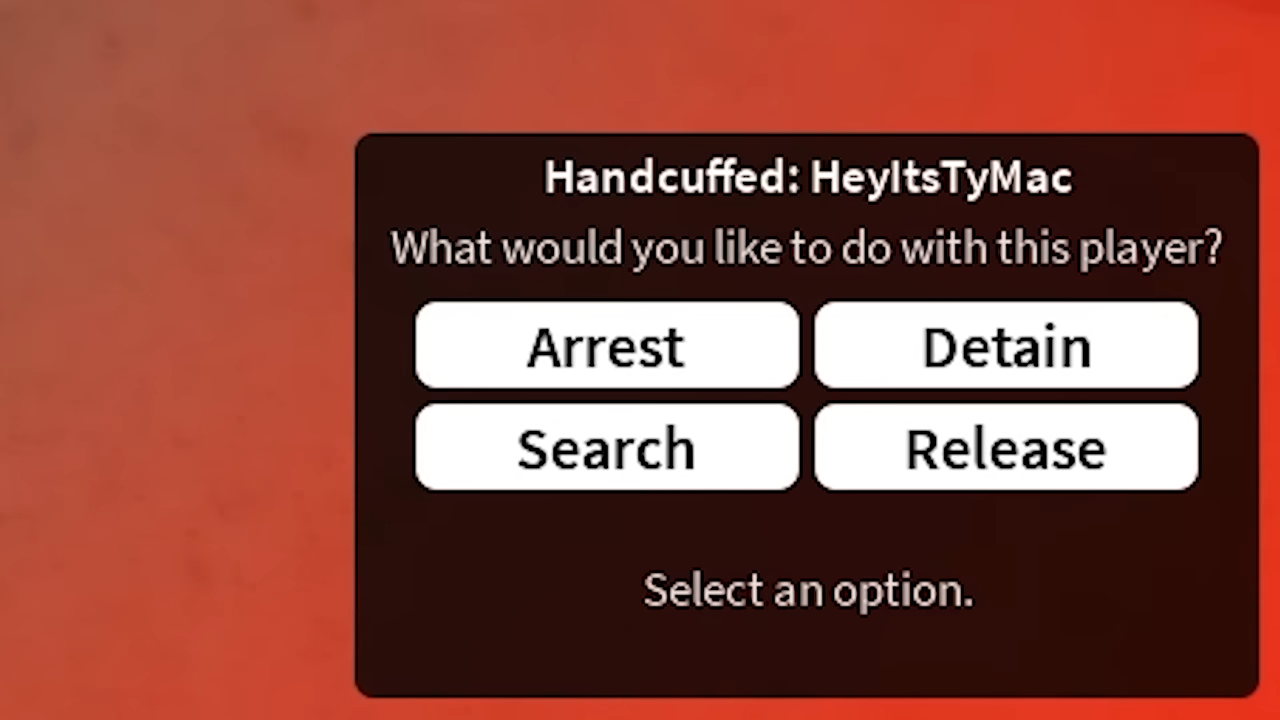 Handcuffed: HeyItsTyMac
What would you like to do with this player?
Arrest
Detain
Search
Release
Select an option.